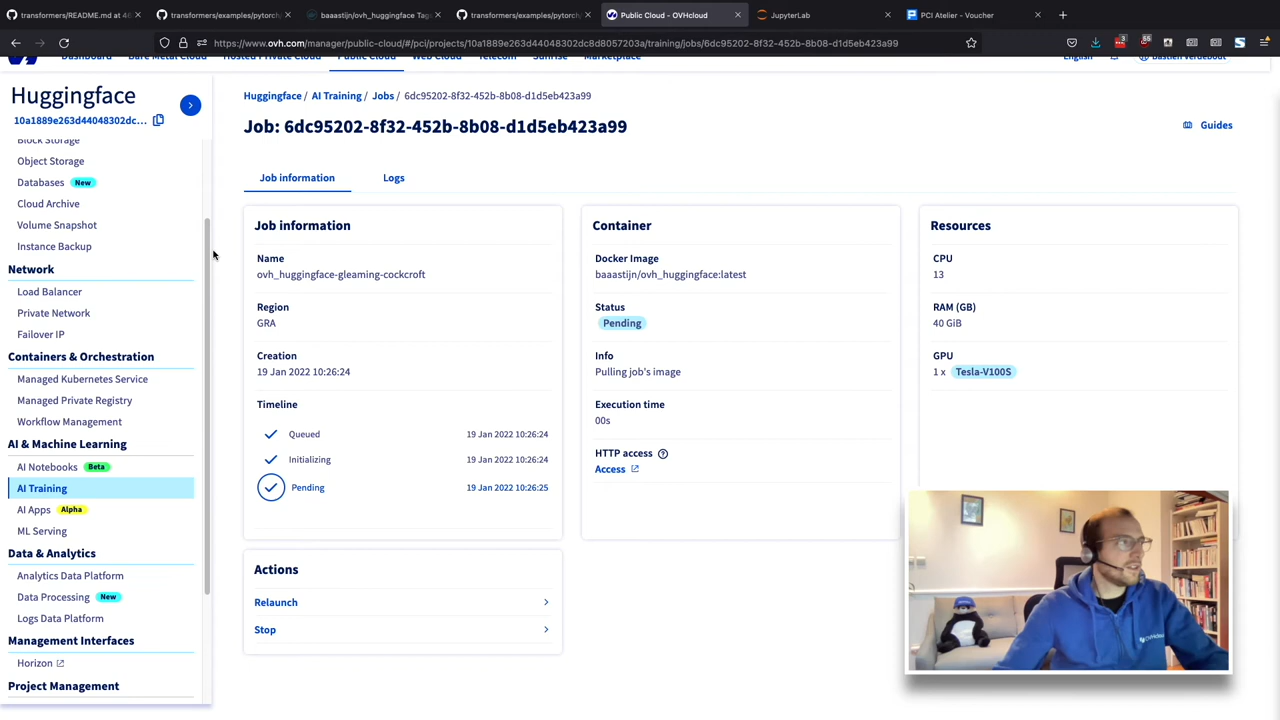 transformers/README.md at 4
transformers/examples/pytorch/
baaastijn/ovh_huggingface Tag
transformers/examples/pytorch/
Public Cloud - OVHcloud
JupyterLab
PCI Atelier - Voucher
https://www.ovh.com/manager/public-cloud/#/pci/projects/10a1889e263d44048302dc8d8057203a/training/jobs/6dc95202-8f32-452b-8b08-d1d5eb423a99
Dashboard
Bare Metal Cloud
Hosted Private Cloud
Public Cloud
Web Cloud
Telecom
Sunrise
Marketplace
English
Bastien Verdebout
Huggingface
10a1889e263d44048302dc...
Block Storage
Object Storage
Databases New
Cloud Archive
Volume Snapshot
Instance Backup
Network
Load Balancer
Private Network
Failover IP
Containers & Orchestration
Managed Kubernetes Service
Managed Private Registry
Workflow Management
AI & Machine Learning
AI Notebooks Beta
AI Training
AI Apps Alpha
ML Serving
Data & Analytics
Analytics Data Platform
Data Processing New
Logs Data Platform
Management Interfaces
Horizon
Project Management
Huggingface / AI Training / Jobs / 6dc95202-8f32-452b-8b08-d1d5eb423a99
Job: 6dc95202-8f32-452b-8b08-d1d5eb423a99
Guides
Job information
Logs
Job information
Name
ovh_huggingface-gleaming-cockcroft
Region
GRA
Creation
19 Jan 2022 10:26:24
Timeline
Queued 19 Jan 2022 10:26:24
Initializing 19 Jan 2022 10:26:24
Pending 19 Jan 2022 10:26:25
Actions
Relaunch
Stop
Container
Docker Image
baaastijn/ovh_huggingface:latest
Status
Pending
Info
Pulling job's image
Execution time
00s
HTTP access
Access
Resources
CPU
13
RAM (GB)
40 GiB
GPU
1 x Tesla-V100S
OVHcloud